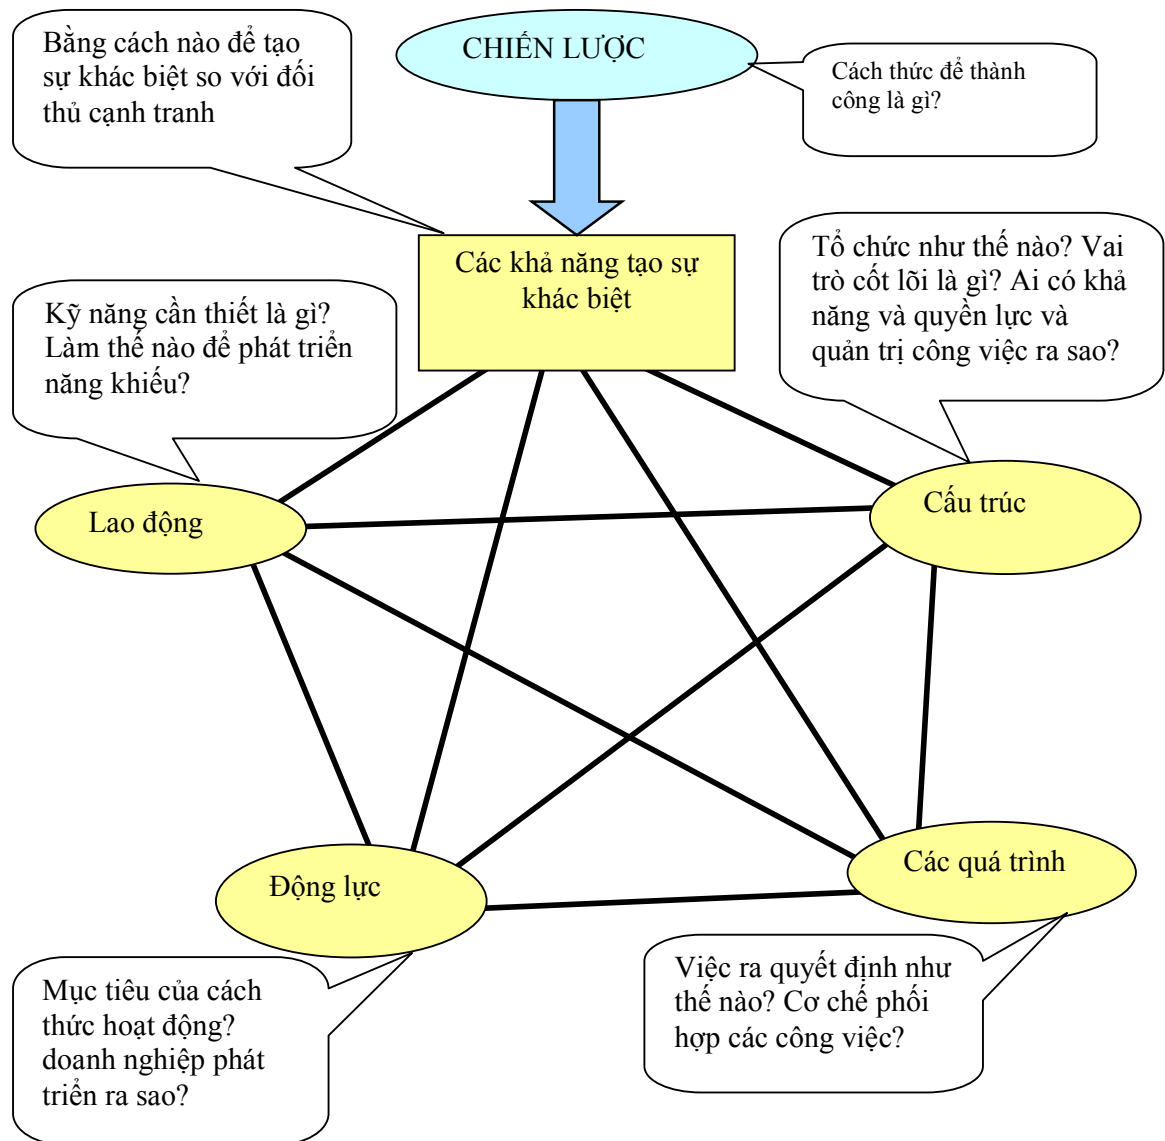 Bằng cách nào để tạo
sự khác biệt so với đối
thủ cạnh tranh
CHIẾN LƯỢC
Cách thức để thành
công là gì?
Các khả năng tạo sự
khác biệt
Tổ chức như thế nào? Vai
trò cốt lõi là gì? Ai có khả
năng và quyền lực và
quản trị công việc ra sao?
Kỹ năng cần thiết là gì?
Làm thế nào để phát triển
năng khiếu?
Lao động
Cấu trúc
Động lực
Các quá trình
Mục tiêu của cách
thức hoạt động?
doanh nghiệp phát
triển ra sao?
Việc ra quyết định như
thế nào? Cơ chế phối
hợp các công việc?